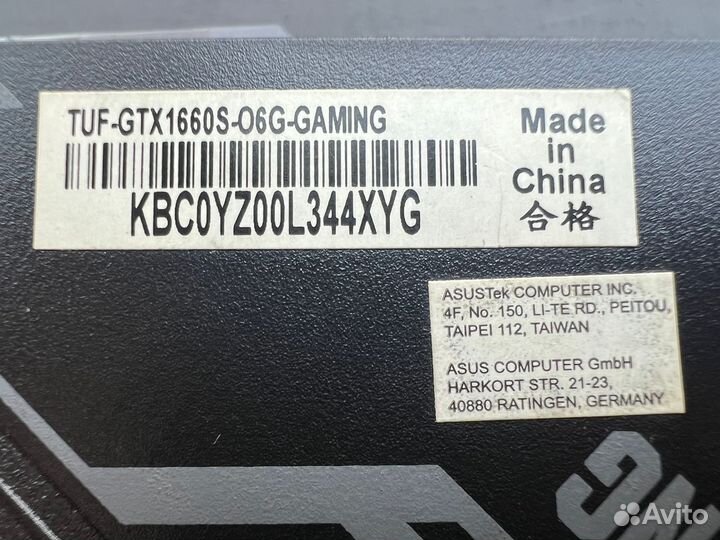 TUF-GTX1660S-O6G-GAMING
KBC0YZ00L344XYG
Made
in
China
合格
ASUSTek COMPUTER INC.
4F, No. 150, LI-TE RD., PEITOU,
TAIPEI 112, TAIWAN
ASUS COMPUTER GmbH
HARKORT STR. 21-23,
40880 RATINGEN, GERMANY
Avito